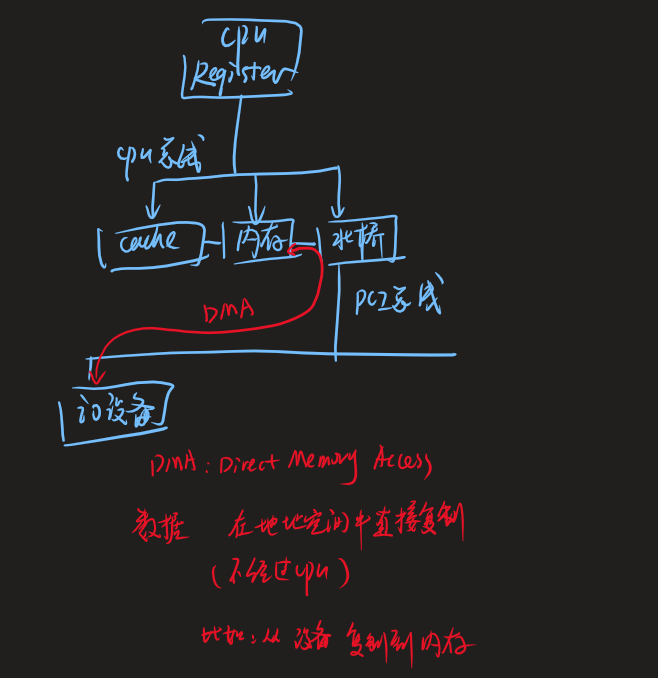 CPU
Register
cpu总线
cache
内存
北桥
PCI总线
DMA
io设备
DMA: Direct Memory Access
数据 在地址空间中直接复制
(不经过cpu)
比如:从 设备 复制到 内存